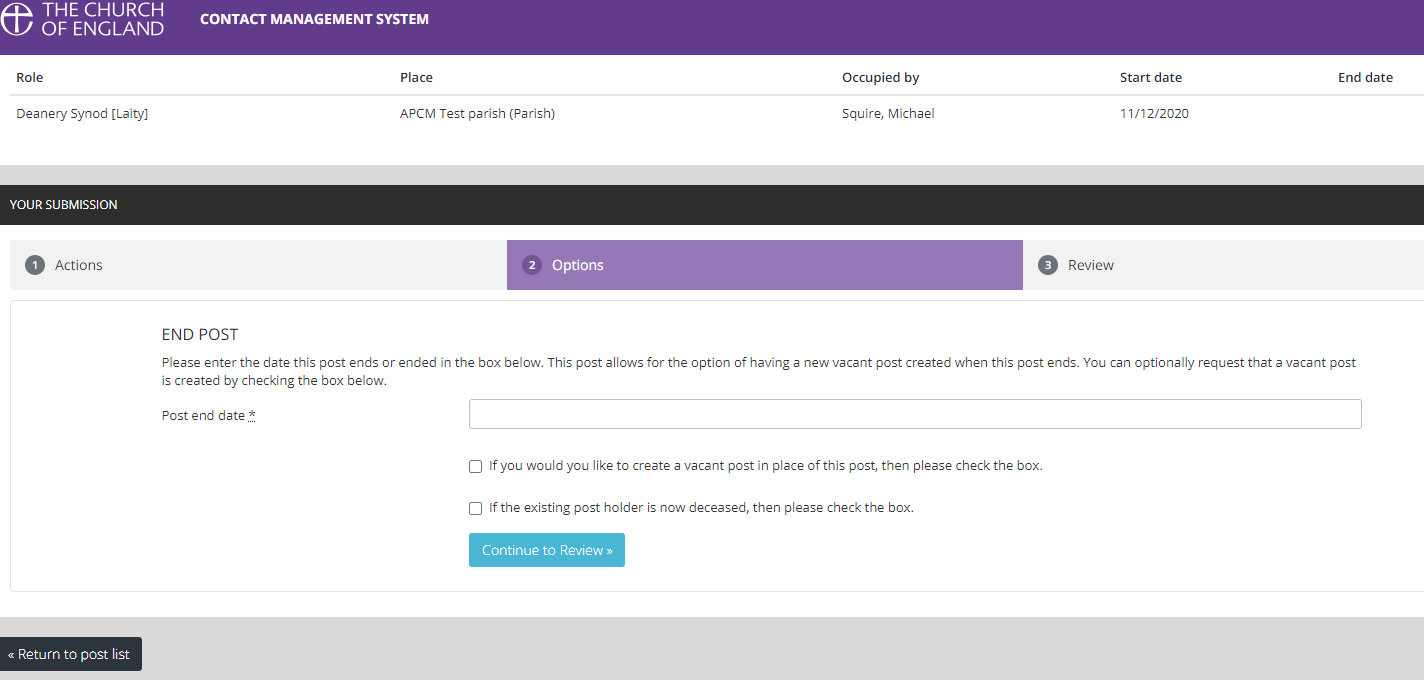 THE CHURCH
OF ENGLAND
CONTACT MANAGEMENT SYSTEM
Role Place Occupied by Start date End date
Deanery Synod [Laity] APCM Test parish (Parish) Squire, Michael 11/12/2020
YOUR SUBMISSION
1 Actions 2 Options 3 Review
END POST
Please enter the date this post ends or ended in the box below. This post allows for the option of having a new vacant post created when this post ends. You can optionally request that a vacant post
is created by checking the box below.
Post end date *
If you would you like to create a vacant post in place of this post, then please check the box.
If the existing post holder is now deceased, then please check the box.
Continue to Review »
« Return to post list